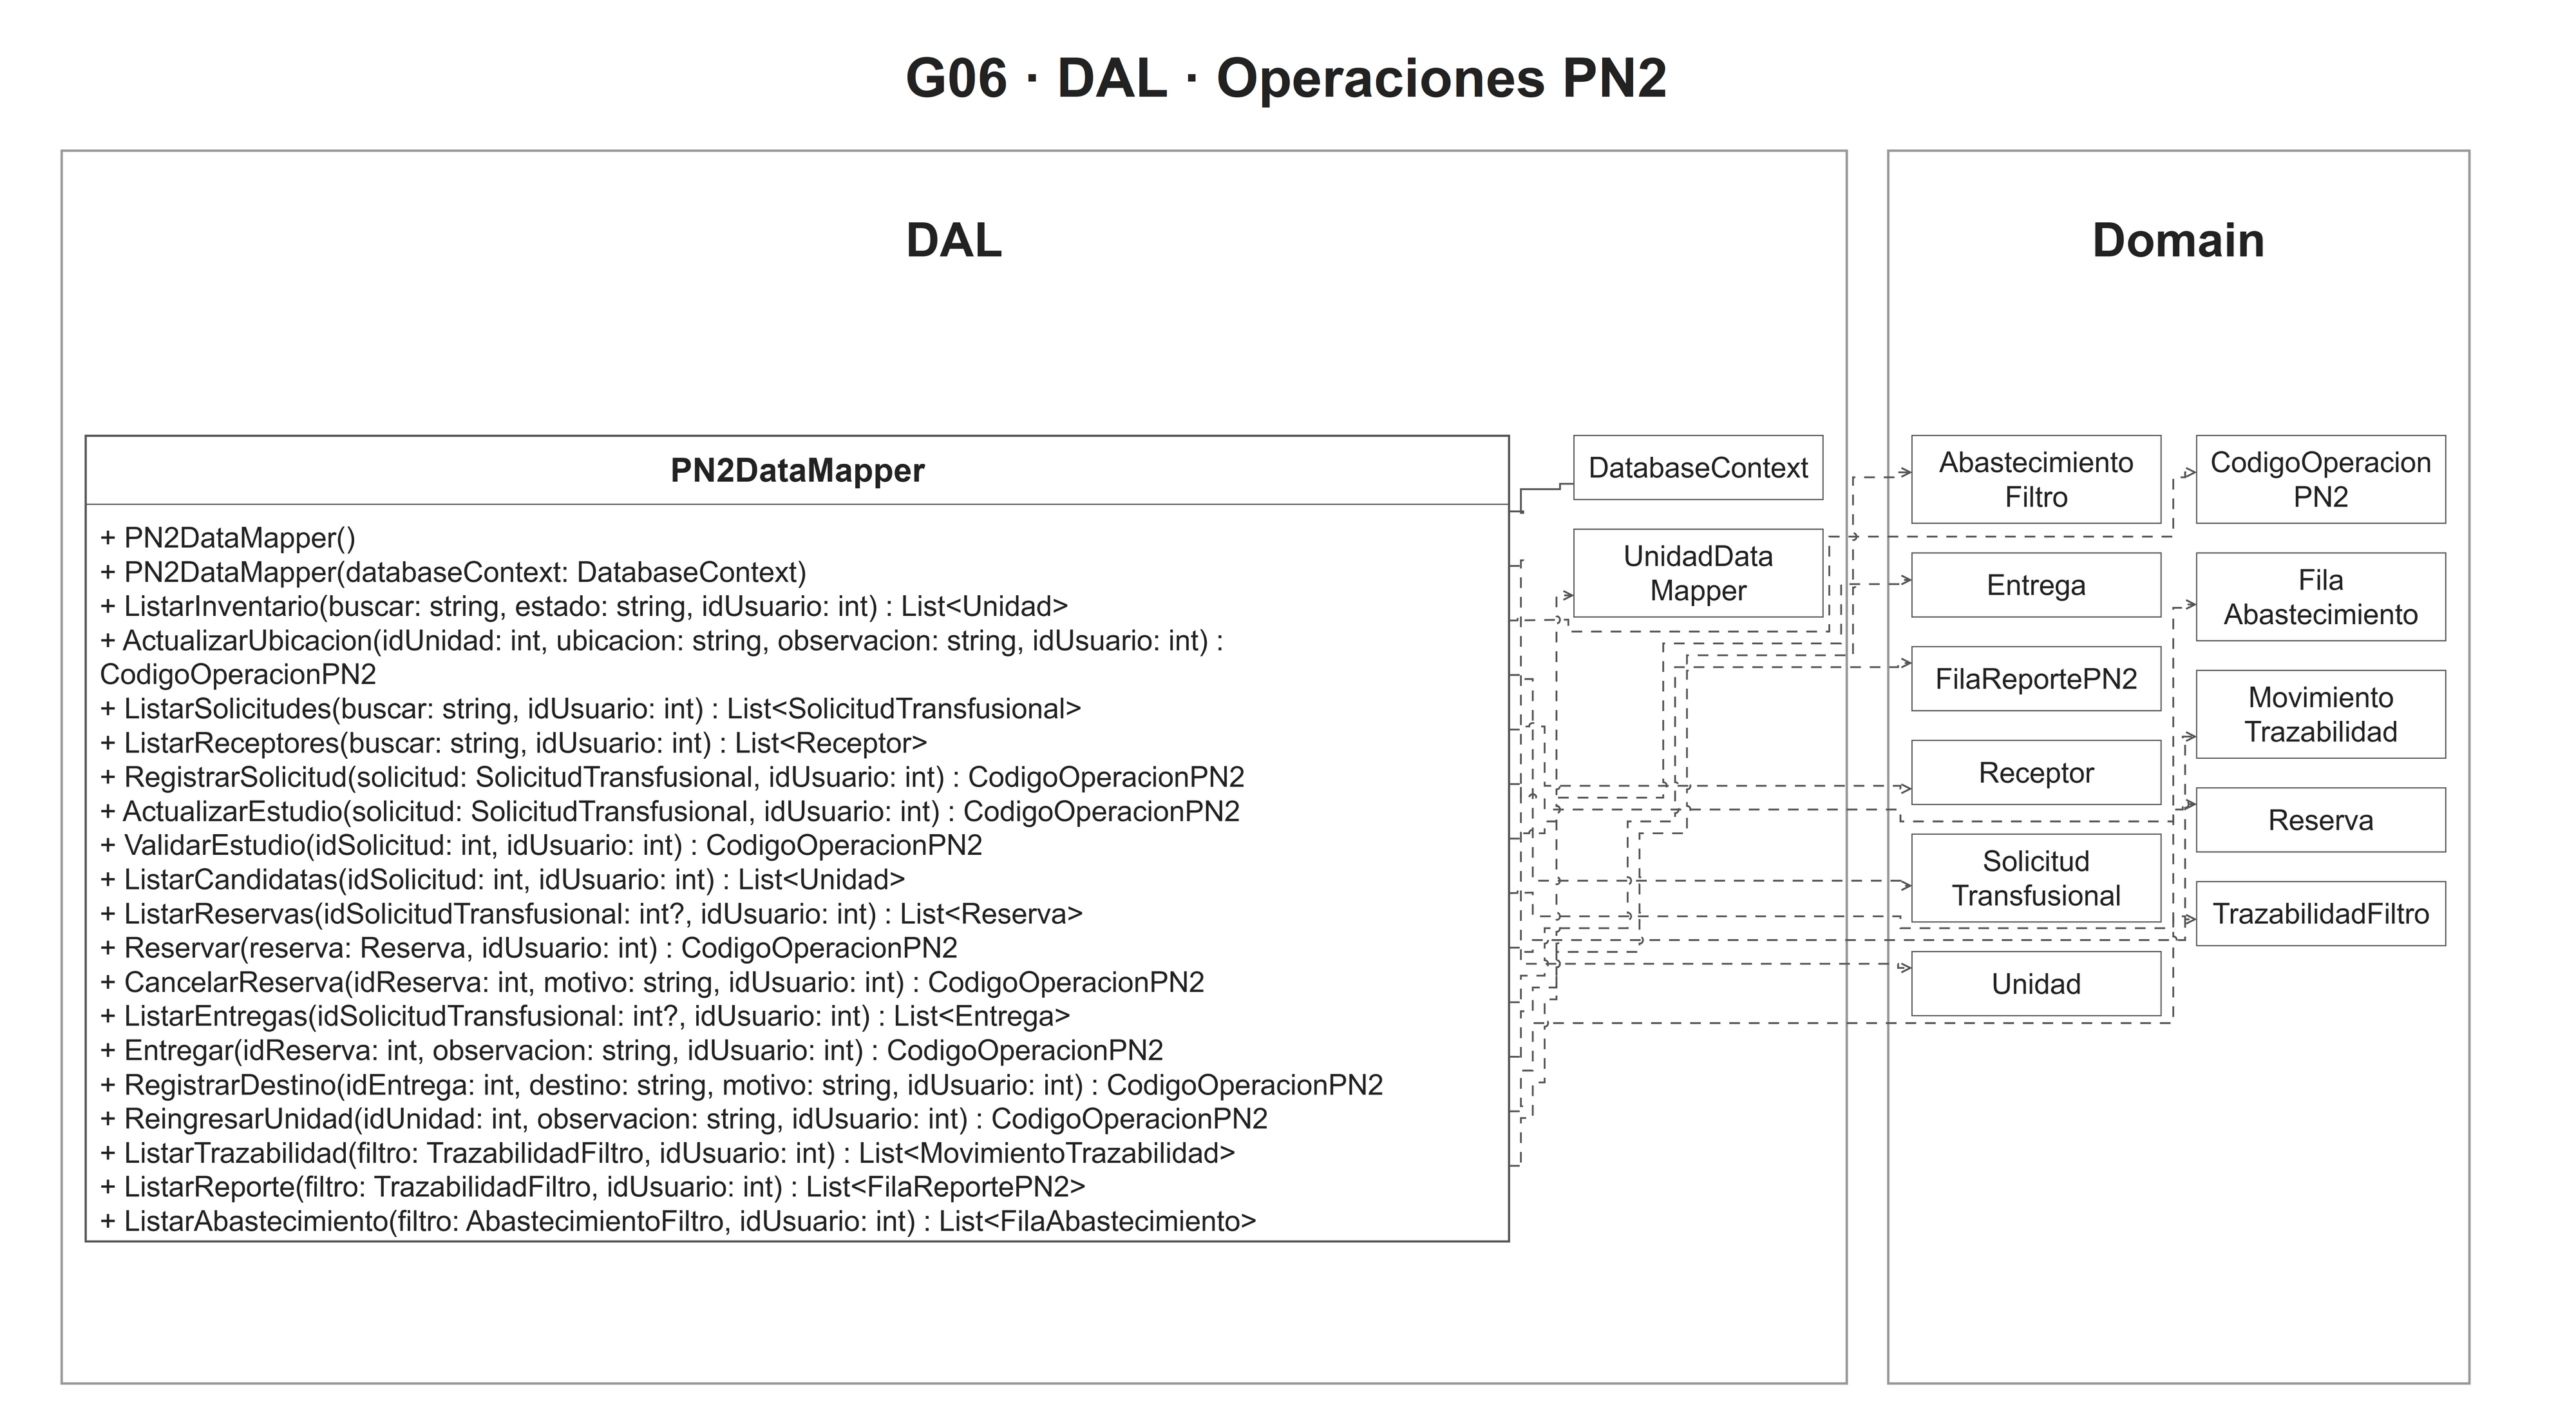 G06 · DAL · Operaciones PN2
DAL
PN2DataMapper
+ PN2DataMapper()
+ PN2DataMapper(databaseContext: DatabaseContext)
+ ListarInventario(buscar: string, estado: string, idUsuario: int) : List<Unidad>
+ ActualizarUbicacion(idUnidad: int, ubicacion: string, observacion: string, idUsuario: int) :
CodigoOperacionPN2
+ ListarSolicitudes(buscar: string, idUsuario: int) : List<SolicitudTransfusional>
+ ListarReceptores(buscar: string, idUsuario: int) : List<Receptor>
+ RegistrarSolicitud(solicitud: SolicitudTransfusional, idUsuario: int) : CodigoOperacionPN2
+ ActualizarEstudio(solicitud: SolicitudTransfusional, idUsuario: int) : CodigoOperacionPN2
+ ValidarEstudio(idSolicitud: int, idUsuario: int) : CodigoOperacionPN2
+ ListarCandidatas(idSolicitud: int, idUsuario: int) : List<Unidad>
+ ListarReservas(idSolicitudTransfusional: int?, idUsuario: int) : List<Reserva>
+ Reservar(reserva: Reserva, idUsuario: int) : CodigoOperacionPN2
+ CancelarReserva(idReserva: int, motivo: string, idUsuario: int) : CodigoOperacionPN2
+ ListarEntregas(idSolicitudTransfusional: int?, idUsuario: int) : List<Entrega>
+ Entregar(idReserva: int, observacion: string, idUsuario: int) : CodigoOperacionPN2
+ RegistrarDestino(idEntrega: int, destino: string, motivo: string, idUsuario: int) : CodigoOperacionPN2
+ ReingresarUnidad(idUnidad: int, observacion: string, idUsuario: int) : CodigoOperacionPN2
+ ListarTrazabilidad(filtro: TrazabilidadFiltro, idUsuario: int) : List<MovimientoTrazabilidad>
+ ListarReporte(filtro: TrazabilidadFiltro, idUsuario: int) : List<FilaReportePN2>
+ ListarAbastecimiento(filtro: AbastecimientoFiltro, idUsuario: int) : List<FilaAbastecimiento>
DatabaseContext
UnidadData
Mapper
Domain
Abastecimiento
Filtro
Entrega
FilaReportePN2
Receptor
Solicitud
Transfusional
Unidad
CodigoOperacion
PN2
Fila
Abastecimiento
Movimiento
Trazabilidad
Reserva
TrazabilidadFiltro